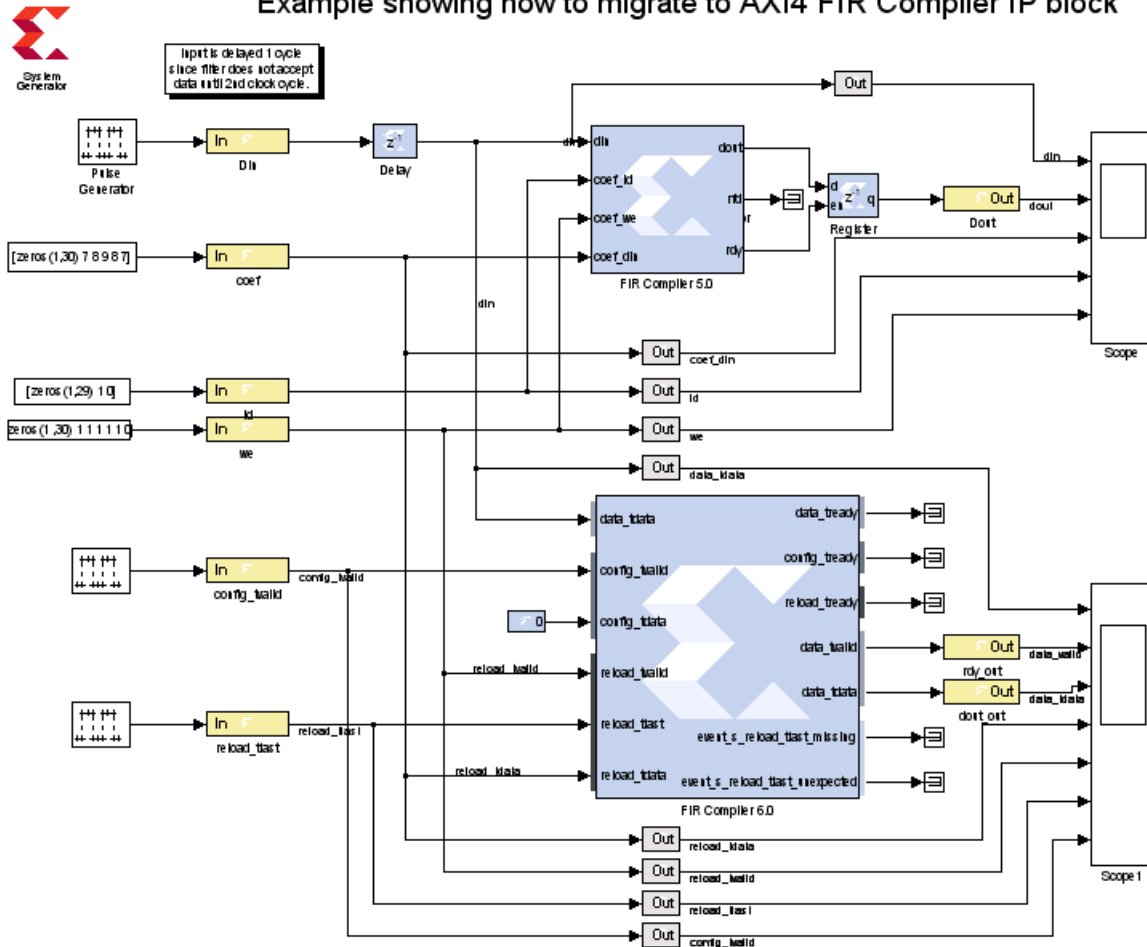 Example showing how to migrate to AXI4 FIR Compiler IP block
System
Generator
Input is delayed 1 cycle
since filter does not accept
data until 2nd clock cycle.
Out
Pulse
Generator
In
Din
z-1
Delay
din
din
coef_ld
coef_we
coef_din
dout
nfd
rdy
FIR Compiler 5.0
d
en
z-1
q
Register
Out
Dout
din
dout
Scope
[zeros(1,30) 7 8 9 8 7]
In
coef
din
Out
coef_din
[zeros(1,29) 1 0]
In
ld
Out
ld
zeros(1,30) 1 1 1 1 1 0]
In
we
Out
we
Out
data_tdata
In
config_tvalid
config_tvalid
0
data_tdata
config_tvalid
config_tdata
reload_tvalid
reload_tlast
reload_tdata
data_tready
config_tready
reload_tready
data_tvalid
data_tdata
event_s_reload_tlast_missing
event_s_reload_tlast_unexpected
FIR Compiler 6.0
reload_tvalid
In
reload_tlast
reload_tlast
reload_tdata
Out
rdy_out
data_valid
Out
dout_out
data_tdata
Scope1
Out
reload_tdata
Out
reload_tvalid
Out
reload_tlast
Out
config_tvalid